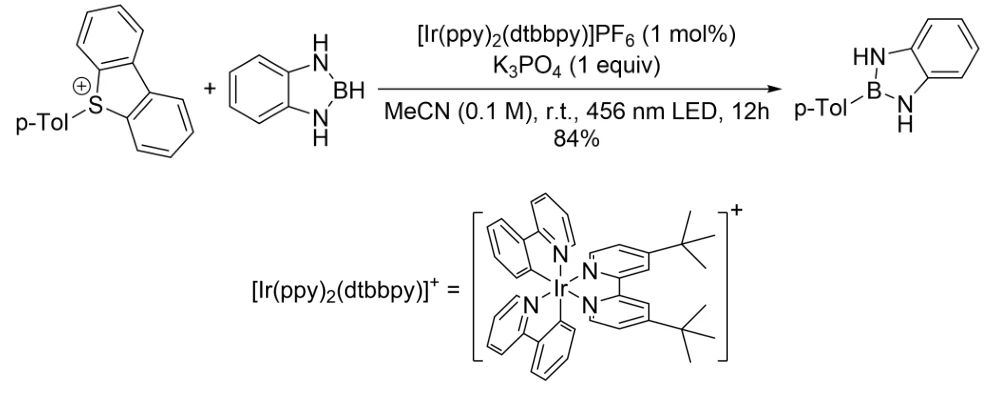 [Ir(ppy)2(dtbbpy)]PF6 (1 mol%)
K3PO4 (1 equiv)
MeCN (0.1 M), r.t., 456 nm LED, 12h
84%
⊕
S
p-Tol
+
H
N
BH
N
H
HN
B
p-Tol
N
H
[Ir(ppy)2(dtbbpy)]+ =
+
N
N
Ir
N
N